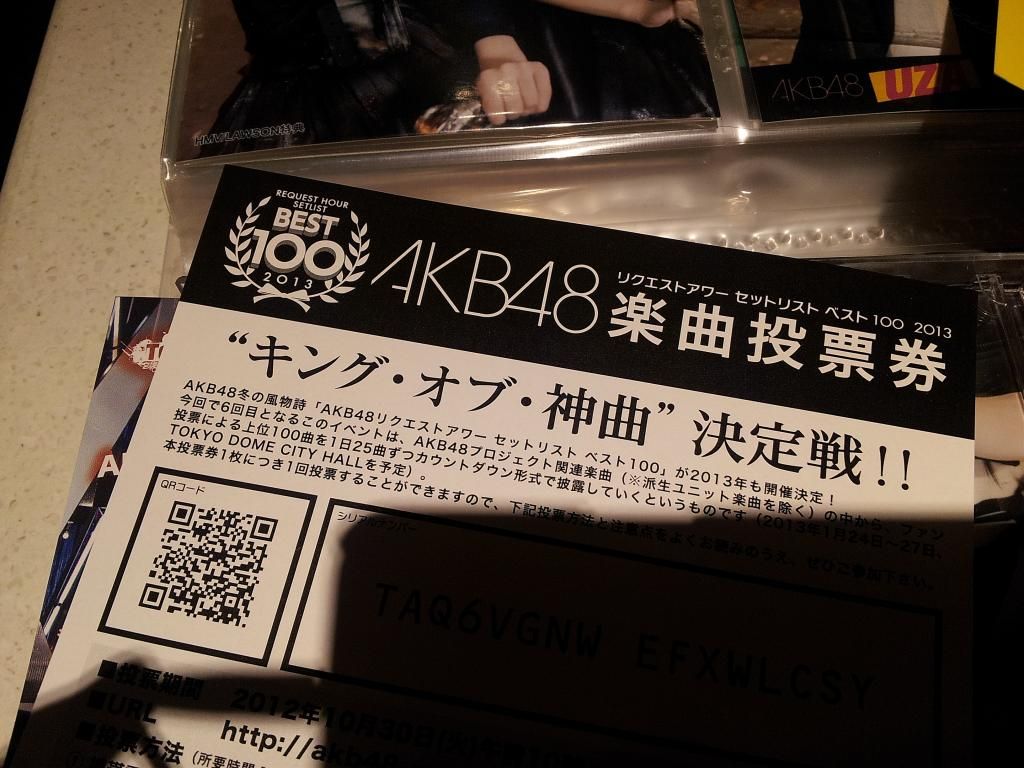 HMV/LAWSON特典
AKB48 UZA
REQUEST HOUR
SETLIST
BEST
100
2013
AKB48
リクエストアワー セットリスト ベスト100 2013
楽曲投票券
“キング・オブ・神曲”決定戦!!
AKB48冬の風物詩「AKB48リクエストアワー セットリスト ベスト100」が2013年も開催決定！
今回で6回目となるこのイベントは、AKB48プロジェクト関連楽曲（※派生ユニット楽曲を除く）の中から、ファン
投票による上位100曲を1日25曲ずつカウントダウン形式で披露していくというものです（2013年1月24日〜27日、
TOKYO DOME CITY HALLを予定）。
本投票券1枚につき1回投票することができますので、下記投票方法と注意点をよくお読みのうえ、ぜひご参加下さい。
QRコード
シリアルナンバー
TAQ6VGNW EFXWLCSY
■投票期間 2012年10月30日(火)午前10
■URL http://akb48
■投票方法（所要時間